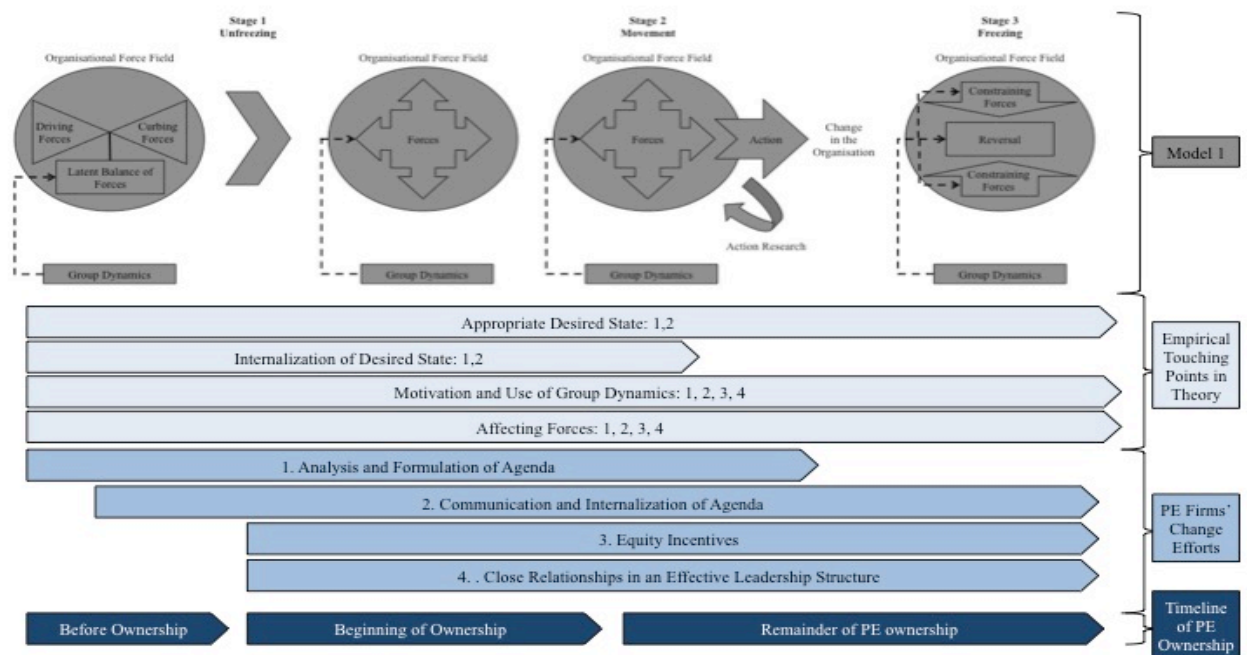 Stage 1
Unfreezing
Stage 2
Movement
Stage 3
Freezing
Organisational Force Field
Organisational Force Field
Organisational Force Field
Organisational Force Field
Driving
Forces
Curbing
Forces
Latent Balance of
Forces
Forces
Forces
Action
Change
in the
Organisation
Constraining
Forces
Reversal
Constraining
Forces
Model 1
Action Research
Group Dynamics
Group Dynamics
Group Dynamics
Group Dynamics
Appropriate Desired State: 1,2
Internalization of Desired State: 1,2
Motivation and Use of Group Dynamics: 1, 2, 3, 4
Affecting Forces: 1, 2, 3, 4
Empirical
Touching
Points in
Theory
1. Analysis and Formulation of Agenda
2. Communication and Internalization of Agenda
3. Equity Incentives
4. . Close Relationships in an Effective Leadership Structure
PE Firms’
Change
Efforts
Before Ownership
Beginning of Ownership
Remainder of PE ownership
Timeline
of PE
Ownership